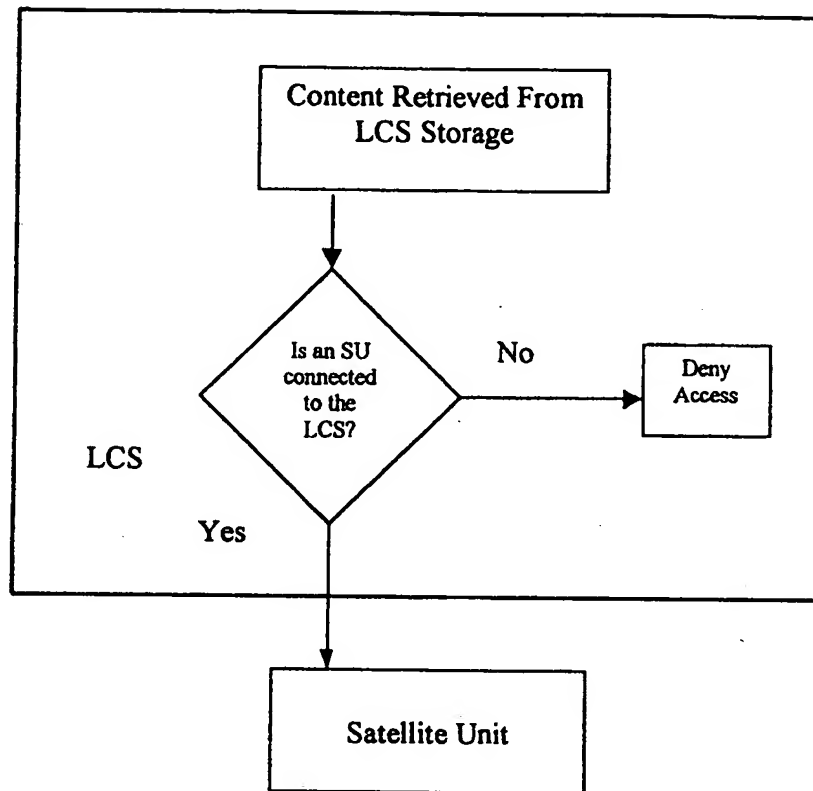 Content Retrieved From
LCS Storage
Is an SU
connected
to the
LCS?
No
Deny
Access
LCS
Yes
Satellite Unit